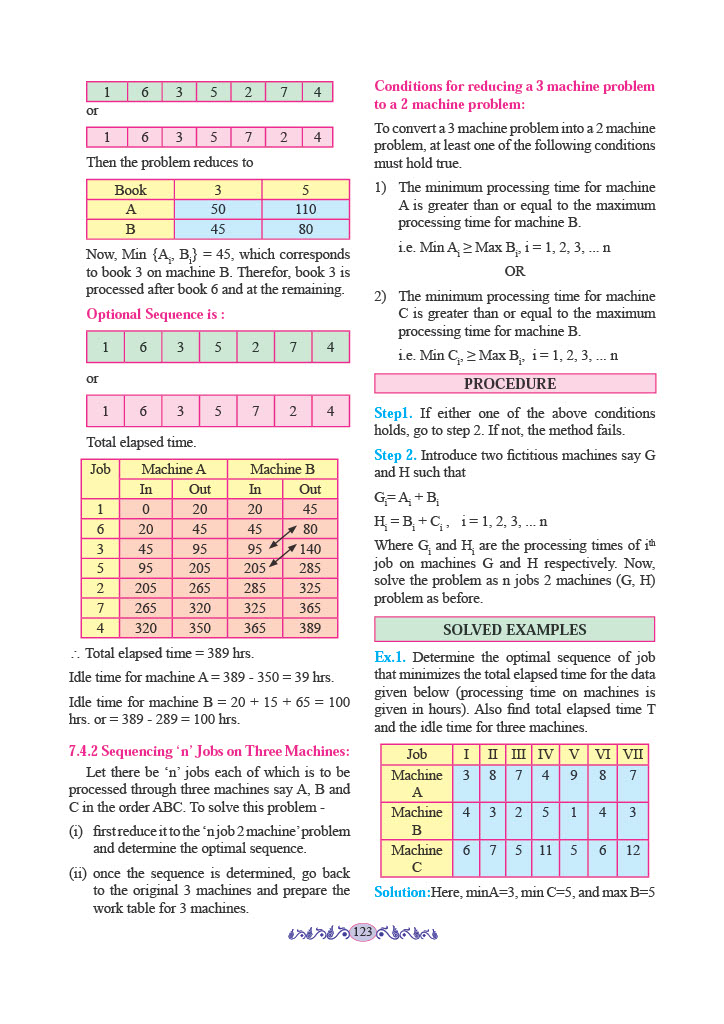 1 6 3 5 2 7 4
or
1 6 3 5 7 2 4
Then the problem reduces to
Book 3 5
A 50 110
B 45 80
Now, Min {Ai, Bi} = 45, which corresponds
to book 3 on machine B. Therefor, book 3 is
processed after book 6 and at the remaining.
Optional Sequence is :
1 6 3 5 2 7 4
or
1 6 3 5 7 2 4
Total elapsed time.
Job Machine A Machine B
In Out In Out
1 0 20 20 45
6 20 45 45 80
3 45 95 95 140
5 95 205 205 285
2 205 265 285 325
7 265 320 325 365
4 320 350 365 389
∴ Total elapsed time = 389 hrs.
Idle time for machine A = 389 - 350 = 39 hrs.
Idle time for machine B = 20 + 15 + 65 = 100
hrs. or = 389 - 289 = 100 hrs.
7.4.2 Sequencing ‘n’ Jobs on Three Machines:
Let there be ‘n’ jobs each of which is to be
processed through three machines say A, B and
C in the order ABC. To solve this problem -
(i) first reduce it to the ‘n job 2 machine’ problem
and determine the optimal sequence.
(ii) once the sequence is determined, go back
to the original 3 machines and prepare the
work table for 3 machines.
Conditions for reducing a 3 machine problem
to a 2 machine problem:
To convert a 3 machine problem into a 2 machine
problem, at least one of the following conditions
must hold true.
1) The minimum processing time for machine
A is greater than or equal to the maximum
processing time for machine B.
i.e. Min Ai ≥ Max Bi, i = 1, 2, 3, ... n
OR
2) The minimum processing time for machine
C is greater than or equal to the maximum
processing time for machine B.
i.e. Min Ci, ≥ Max Bi, i = 1, 2, 3, ... n
PROCEDURE
Step1. If either one of the above conditions
holds, go to step 2. If not, the method fails.
Step 2. Introduce two fictitious machines say G
and H such that
Gi= Ai + Bi
Hi = Bi + Ci , i = 1, 2, 3, ... n
Where Gi and Hi are the processing times of ith
job on machines G and H respectively. Now,
solve the problem as n jobs 2 machines (G, H)
problem as before.
SOLVED EXAMPLES
Ex.1. Determine the optimal sequence of job
that minimizes the total elapsed time for the data
given below (processing time on machines is
given in hours). Also find total elapsed time T
and the idle time for three machines.
Job I II III IV V VI VII
Machine 3 8 7 4 9 8 7
A
Machine 4 3 2 5 1 4 3
B
Machine 6 7 5 11 5 6 12
C
Solution:Here, minA=3, min C=5, and max B=5
123